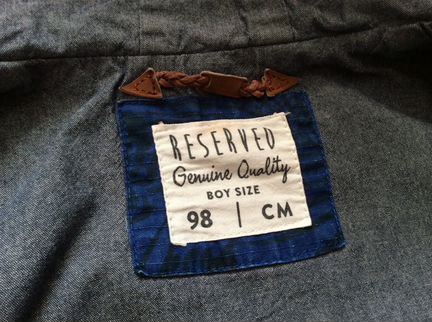 RESERVED
Genuine Quality
BOY SIZE
98 | CM